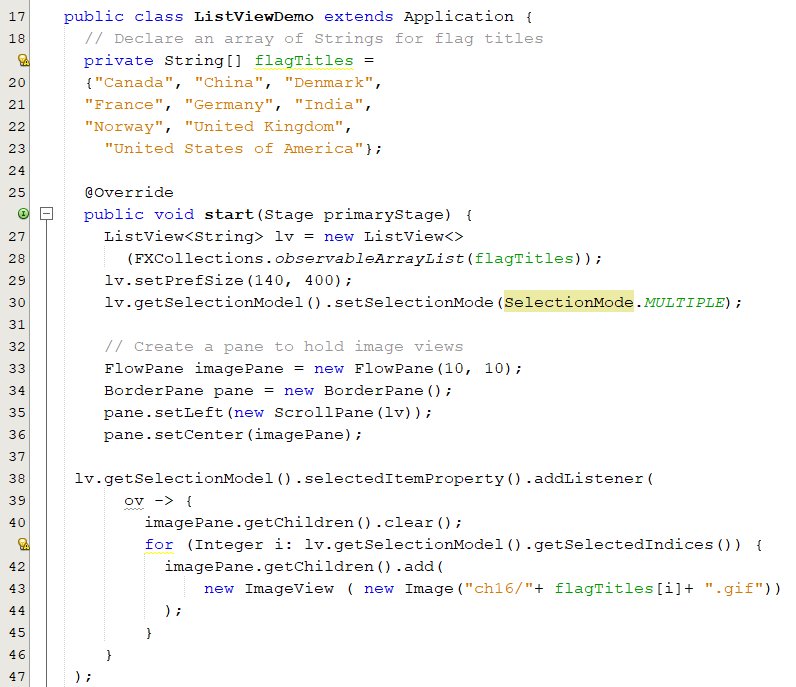 17 public class ListViewDemo extends Application {
18 // Declare an array of Strings for flag titles
private String[] flagTitles =
20 {"Canada", "China", "Denmark",
21 "France", "Germany", "India",
22 "Norway", "United Kingdom",
23 "United States of America"};
24
25 @Override
public void start(Stage primaryStage) {
27 ListView<String> lv = new ListView<>
28 (FXCollections.observableArrayList(flagTitles));
29 lv.setPrefSize(140, 400);
30 lv.getSelectionModel().setSelectionMode(SelectionMode.MULTIPLE);
31
32 // Create a pane to hold image views
33 FlowPane imagePane = new FlowPane(10, 10);
34 BorderPane pane = new BorderPane();
35 pane.setLeft(new ScrollPane(lv));
36 pane.setCenter(imagePane);
37
38 lv.getSelectionModel().selectedItemProperty().addListener(
39 ov -> {
40 imagePane.getChildren().clear();
for (Integer i: lv.getSelectionModel().getSelectedIndices()) {
42 imagePane.getChildren().add(
43 new ImageView ( new Image("ch16/"+ flagTitles[i]+ ".gif"))
44 );
45 }
46 }
47 );